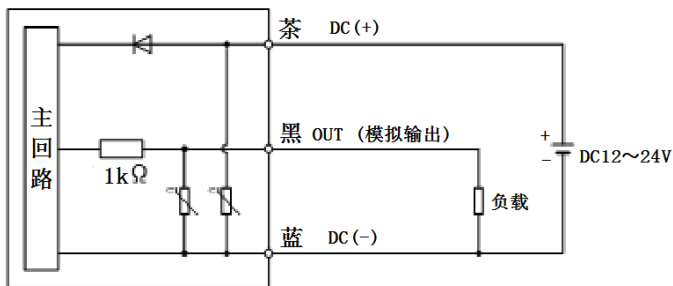 茶 DC(+)
主回路
黑 OUT (模拟输出)
1kΩ
+
−
DC12～24V
负载
蓝 DC(-)